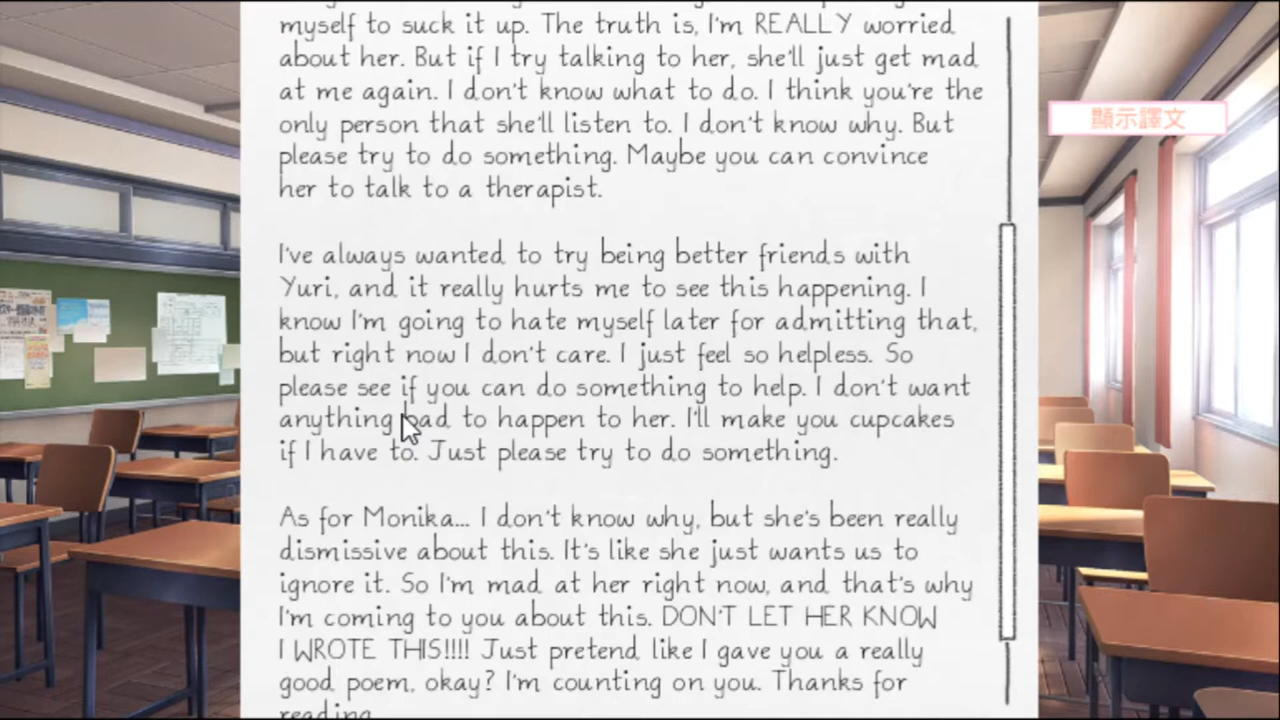 myself to suck it up. The truth is, I'm REALLY worried
about her. But if I try talking to her, she'll just get mad
at me again. I don't know what to do. I think you're the
only person that she'll listen to. I don't know why. But
please try to do something. Maybe you can convince
her to talk to a therapist.
I've always wanted to try being better friends with
Yuri, and it really hurts me to see this happening. I
know I'm going to hate myself later for admitting that,
but right now I don't care. I just feel so helpless. So
please see if you can do something to help. I don't want
anything bad to happen to her. I'll make you cupcakes
if I have to. Just please try to do something.
As for Monika... I don't know why, but she's been really
dismissive about this. It's like she just wants us to
ignore it. So I'm mad at her right now, and that's why
I'm coming to you about this. DON'T LET HER KNOW
I WROTE THIS!!!! Just pretend like I gave you a really
good poem, okay? I'm counting on you. Thanks for
reading.
顯示譯文